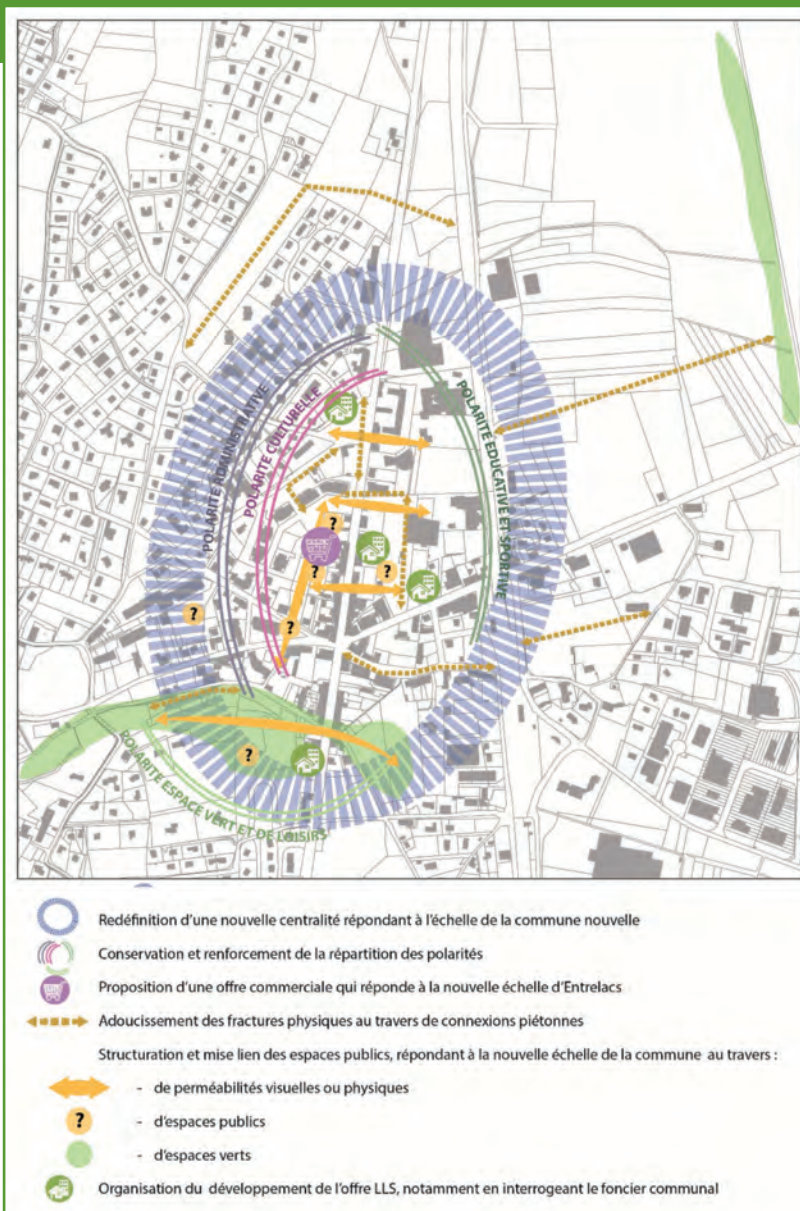 POLARITE ADMINISTRATIVE
POLARITE CULTURELLE
POLARITE EDUCATIVE ET SPORTIVE
?
?
?
?
?
?
POLARITE ESPACE VERT ET DE LOISIRS
Redéfinition d'une nouvelle centralité répondant à l'échelle de la commune nouvelle
Conservation et renforcement de la répartition des polarités
Proposition d'une offre commerciale qui réponde à la nouvelle échelle d'Entrelacs
Adoucissement des fractures physiques au travers de connexions piétonnes
Structuration et mise lien des espaces publics, répondant à la nouvelle échelle de la commune au travers :
- de perméabilités visuelles ou physiques
? - d'espaces publics
- d'espaces verts
Organisation du développement de l'offre LLS, notamment en interrogeant le foncier communal